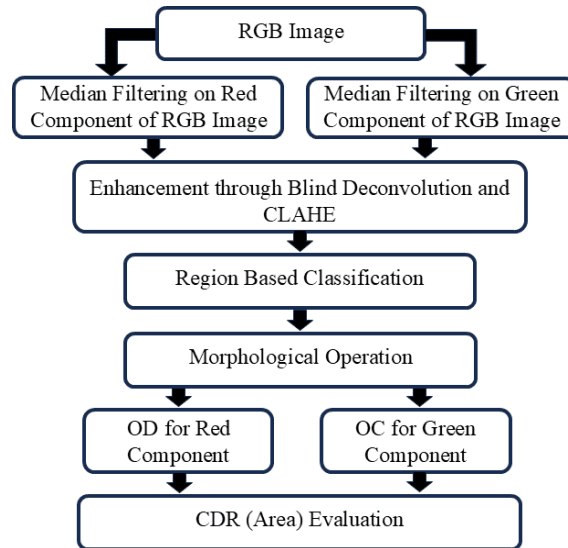 RGB Image
Median Filtering on Red
Component of RGB Image
Median Filtering on Green
Component of RGB Image
Enhancement through Blind Deconvolution and
CLAHE
Region Based Classification
Morphological Operation
OD for Red
Component
OC for Green
Component
CDR (Area) Evaluation